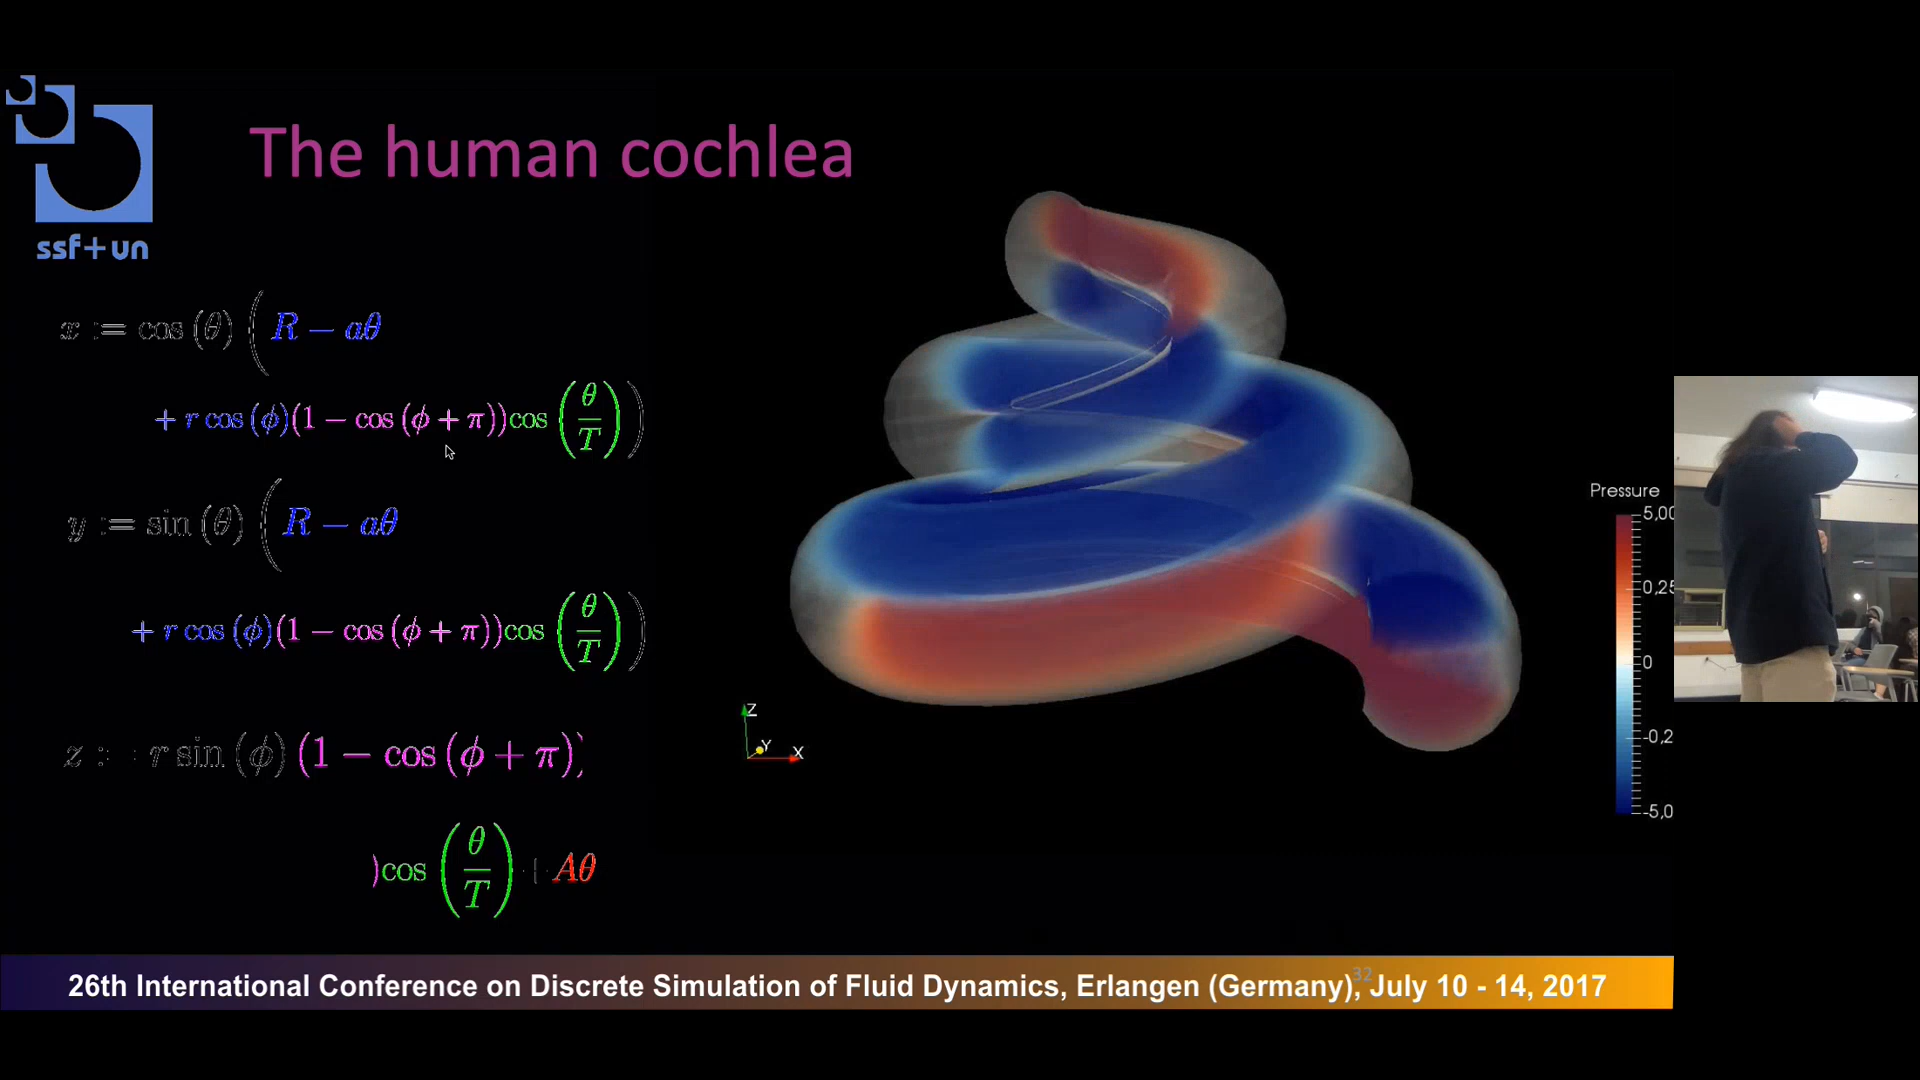 ssf+un
The human cochlea
x := cos (θ) ( R − aθ
+ r cos (ϕ)(1 − cos (ϕ + π))cos (θ/T))
y := sin (θ) ( R − aθ
+ r cos (ϕ)(1 − cos (ϕ + π))cos (θ/T))
z := r sin (ϕ) (1 − cos (ϕ + π))
)cos (θ/T) + Aθ
Pressure
5,00
0,25
0
-0,2
-5,0
Z
Y
X
32
26th International Conference on Discrete Simulation of Fluid Dynamics, Erlangen (Germany), July 10 - 14, 2017